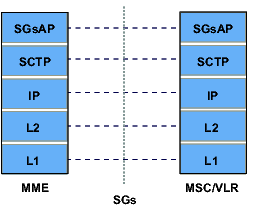 SGsAP SGsAP
SCTP SCTP
IP IP
L2 L2
L1 L1
MME MSC/VLR
SGs